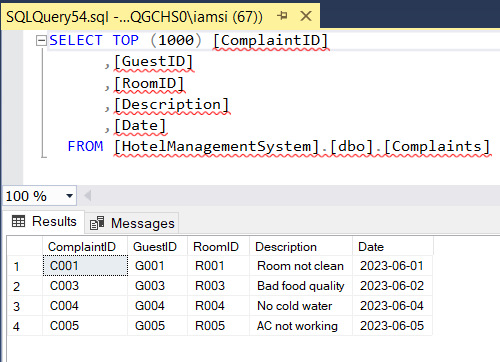 SQLQuery54.sql -...QGCHS0\iamsi (67))*
SELECT TOP (1000) [ComplaintID]
,[GuestID]
,[RoomID]
,[Description]
,[Date]
FROM [HotelManagementSystem].[dbo].[Complaints]
100 %
Results Messages
ComplaintID GuestID RoomID Description Date
1 C001 G001 R001 Room not clean 2023-06-01
2 C003 G003 R003 Bad food quality 2023-06-02
3 C004 G004 R004 No cold water 2023-06-04
4 C005 G005 R005 AC not working 2023-06-05